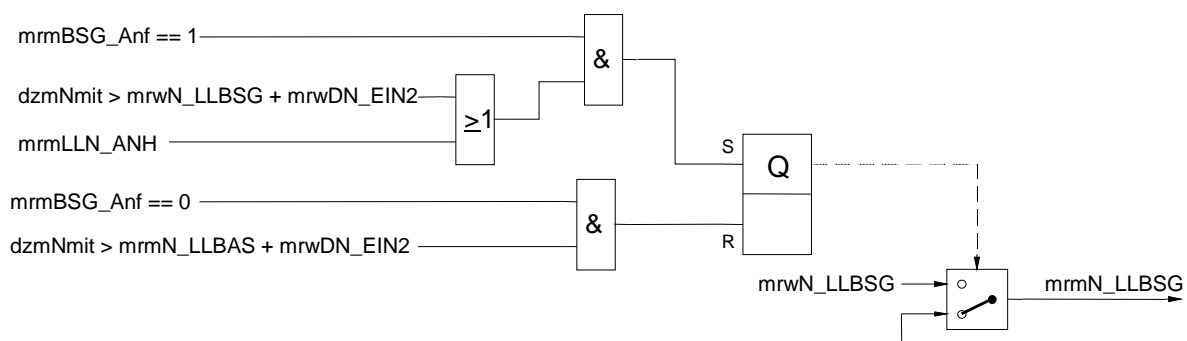 mrmBSG_Anf == 1
&
dzmNmit > mrwN_LLBSG + mrwDN_EIN2
≥1
mrmLLN_ANH
S
Q
mrmBSG_Anf == 0
&
dzmNmit > mrmN_LLBAS + mrwDN_EIN2
R
mrwN_LLBSG
mrmN_LLBSG